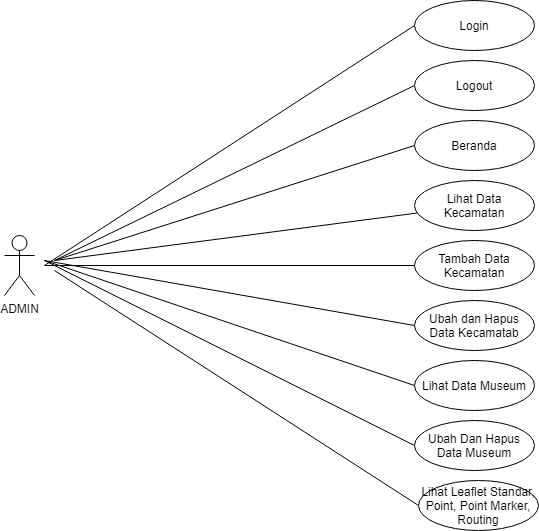 Login
Logout
Beranda
Lihat Data
Kecamatan
Tambah Data
Kecamatan
ADMIN
Ubah dan Hapus
Data Kecamatab
Lihat Data Museum
Ubah Dan Hapus
Data Museum
Lihat Leaflet Standar
Point, Point Marker,
Routing